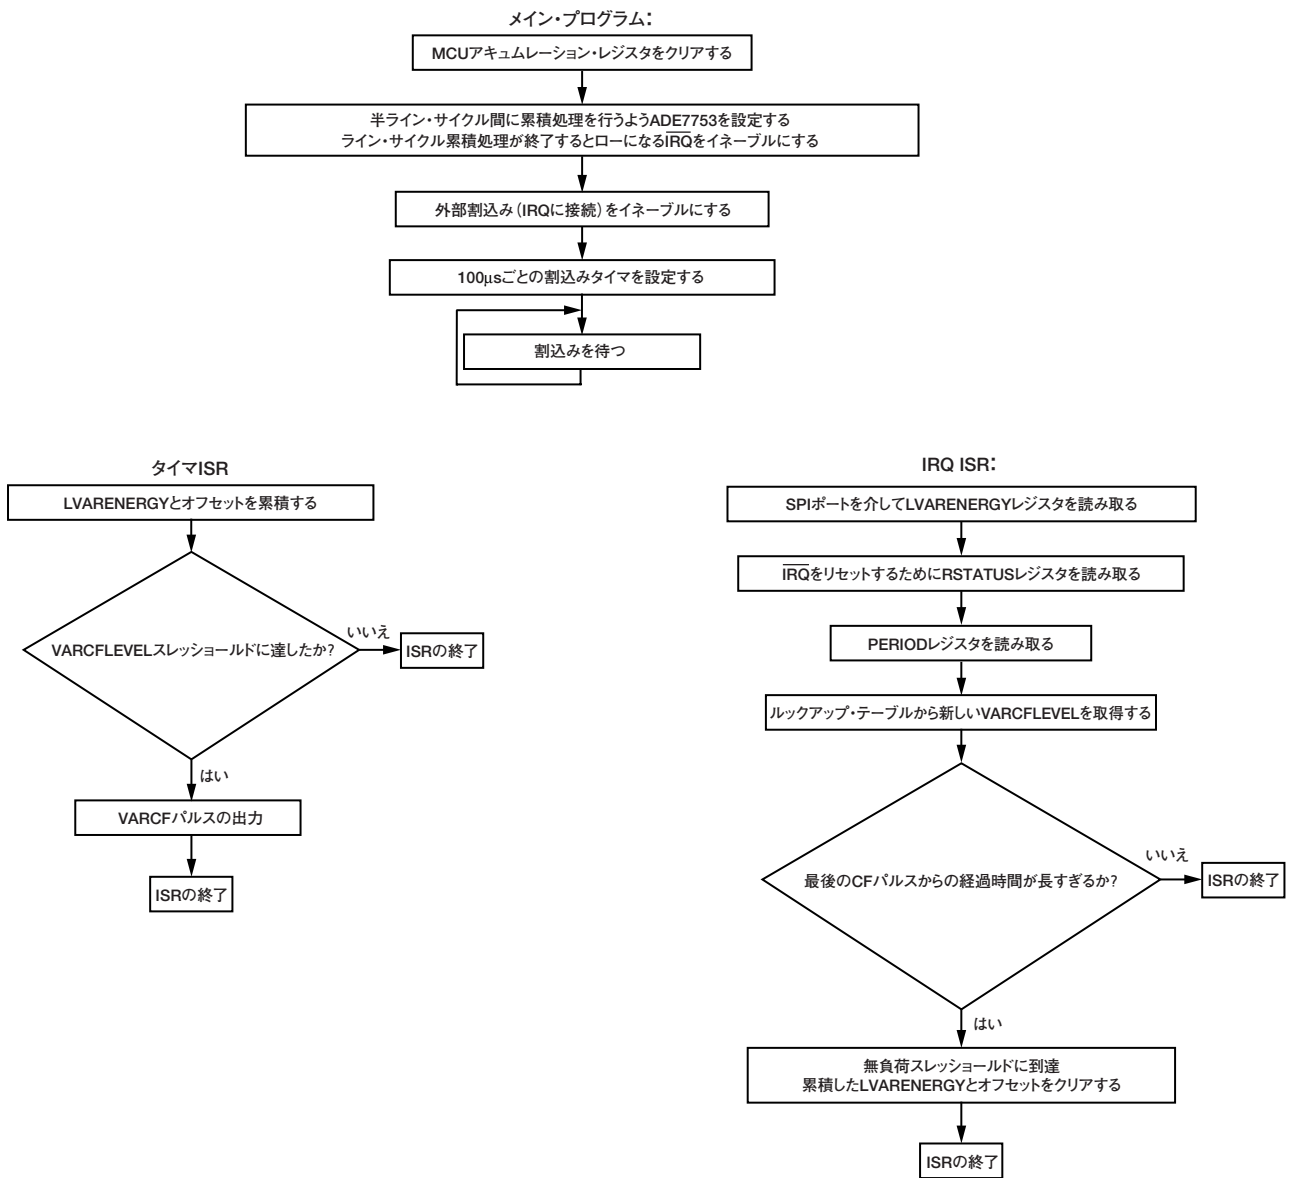 メイン・プログラム：
MCUアキュムレーション・レジスタをクリアする
半ライン・サイクル間に累積処理を行うようADE7753を設定する
ライン・サイクル累積処理が終了するとローになるIRQをイネーブルにする
外部割込み（IRQに接続）をイネーブルにする
100µsごとの割込みタイマを設定する
割込みを待つ
タイマISR
LVARENERGYとオフセットを累積する
VARCFLEVELスレッショールドに達したか?
いいえ
ISRの終了
はい
VARCFパルスの出力
ISRの終了
IRQ ISR：
SPIポートを介してLVARENERGYレジスタを読み取る
IRQをリセットするためにRSTATUSレジスタを読み取る
PERIODレジスタを読み取る
ルックアップ・テーブルから新しいVARCFLEVELを取得する
最後のCFパルスからの経過時間が長すぎるか?
いいえ
ISRの終了
はい
無負荷スレッショールドに到達
累積したLVARENERGYとオフセットをクリアする
ISRの終了